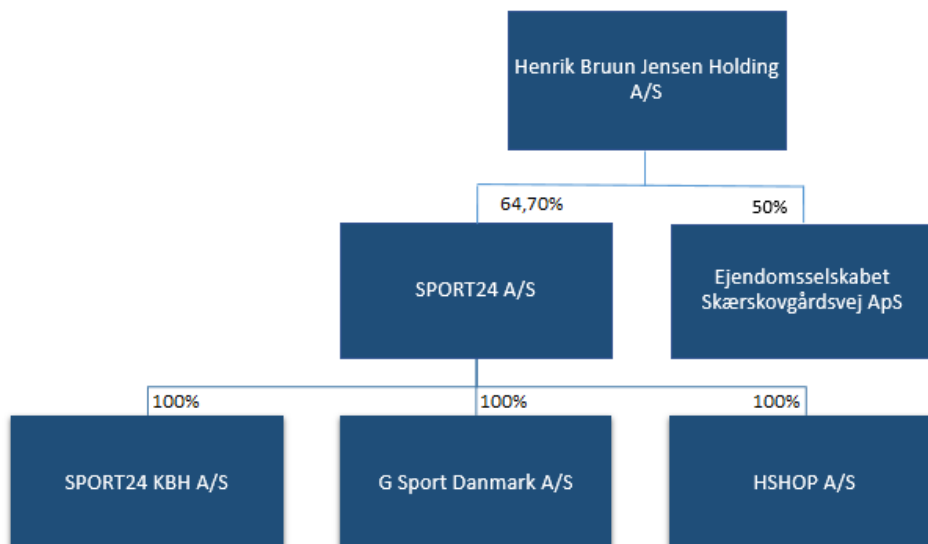 Henrik Bruun Jensen Holding
A/S
64,70%
50%
SPORT24 A/S
Ejendomsselskabet
Skærskovgårdsvej ApS
100%
100%
100%
SPORT24 KBH A/S
G Sport Danmark A/S
HSHOP A/S